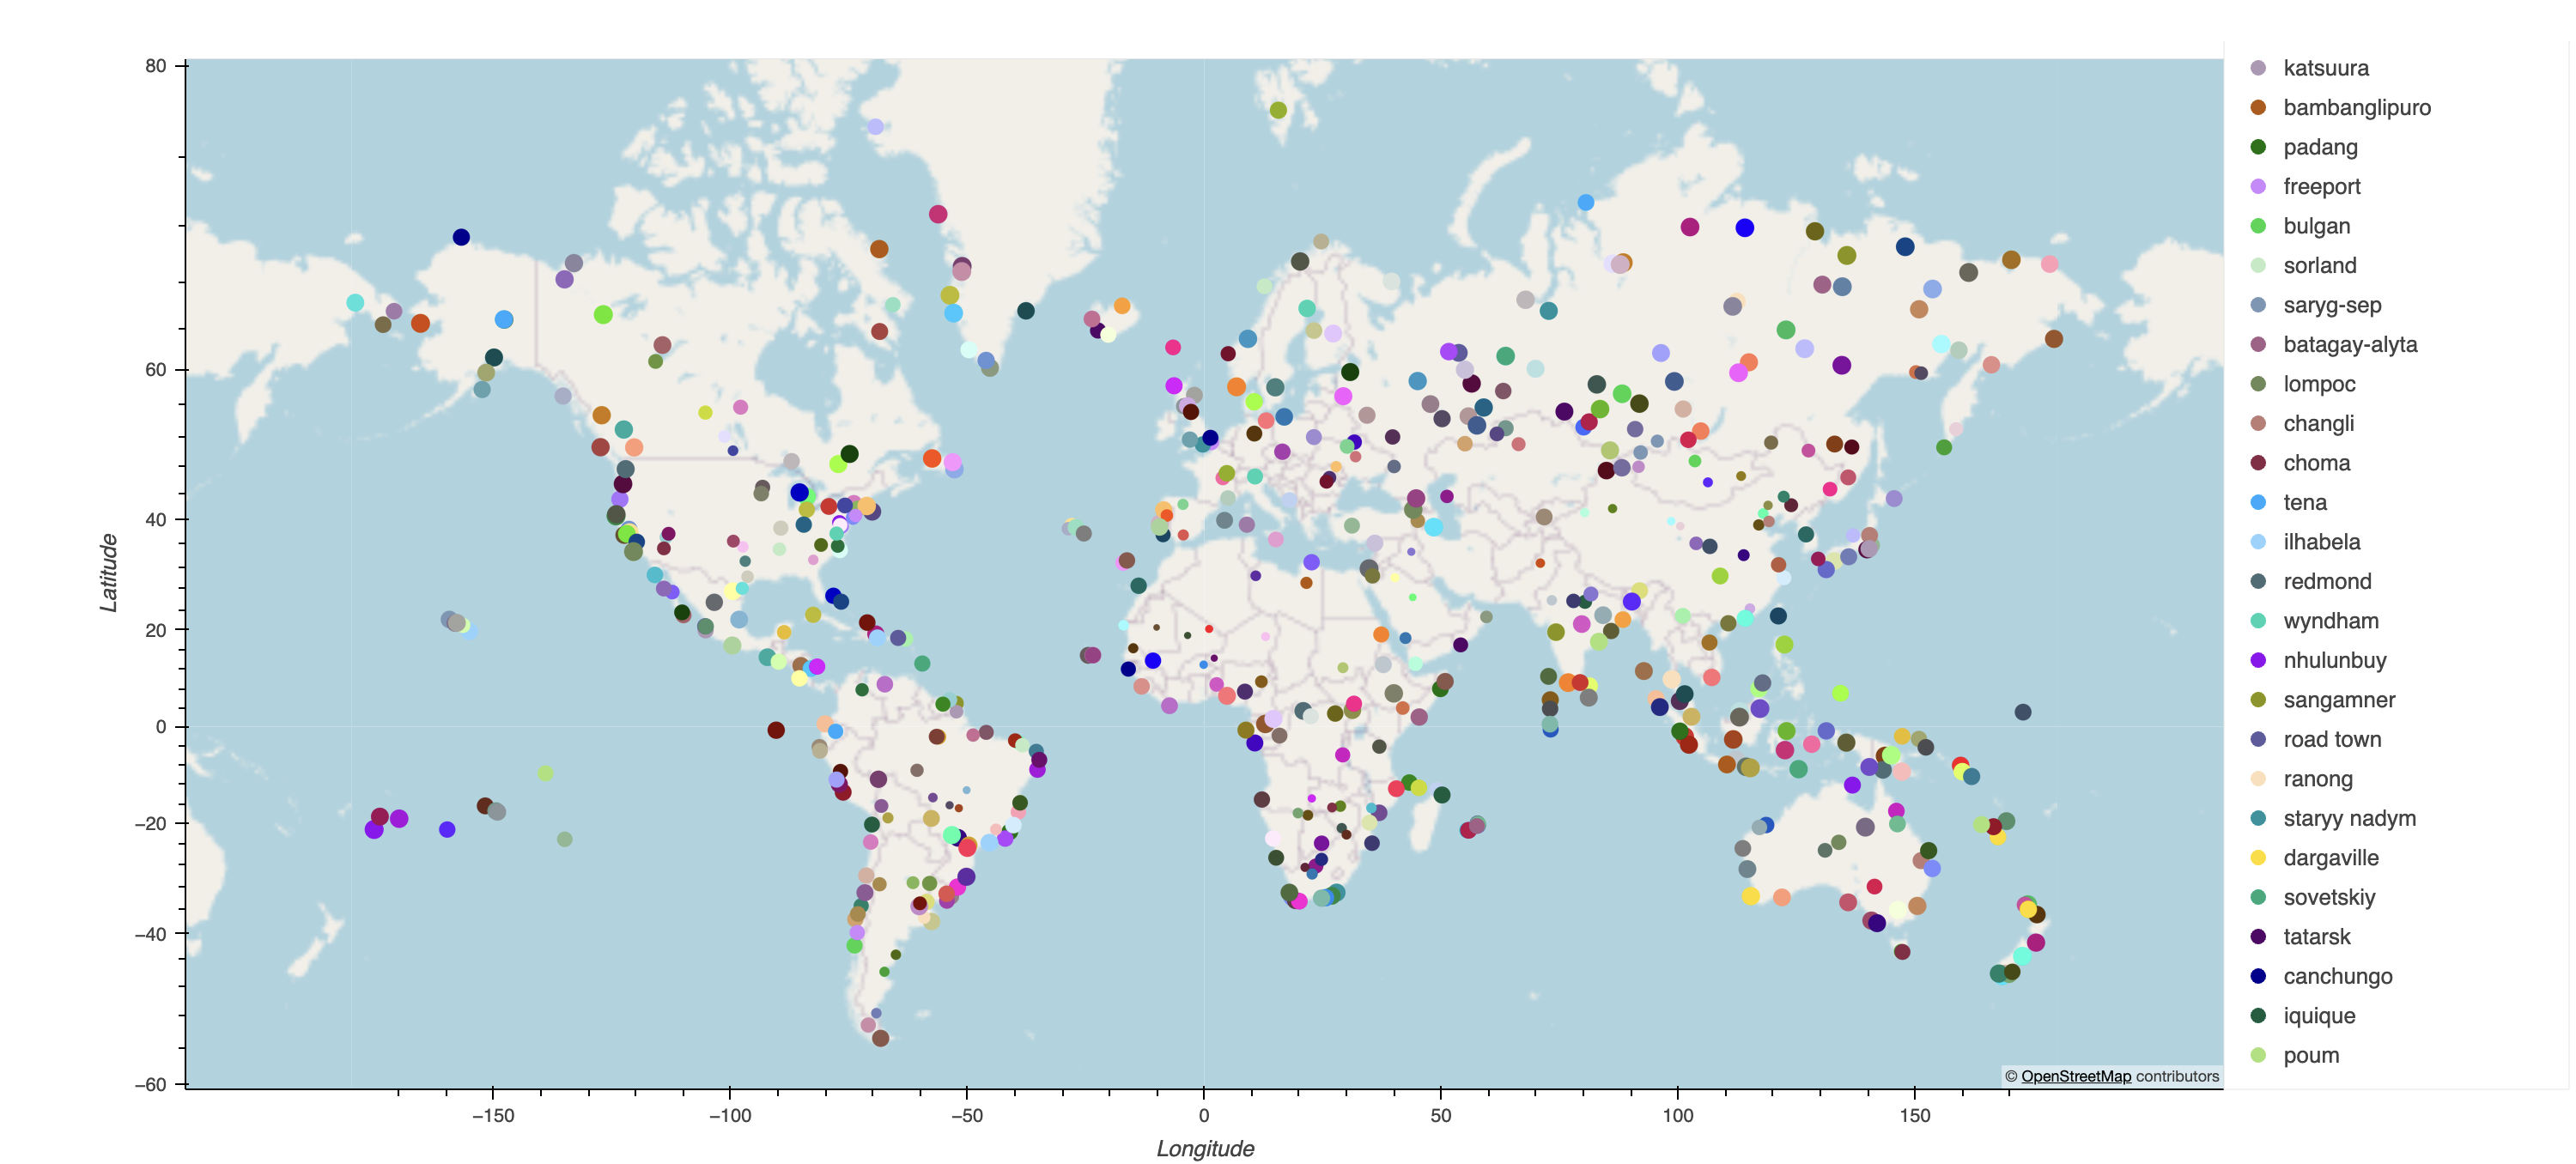 80
60
40
20
0
−20
−40
−60
Latitude
−150
−100
−50
0
50
100
150
Longitude
© OpenStreetMap contributors
katsuura
bambanglipuro
padang
freeport
bulgan
sorland
saryg-sep
batagay-alyta
lompoc
changli
choma
tena
ilhabela
redmond
wyndham
nhulunbuy
sangamner
road town
ranong
staryy nadym
dargaville
sovetskiy
tatarsk
canchungo
iquique
poum